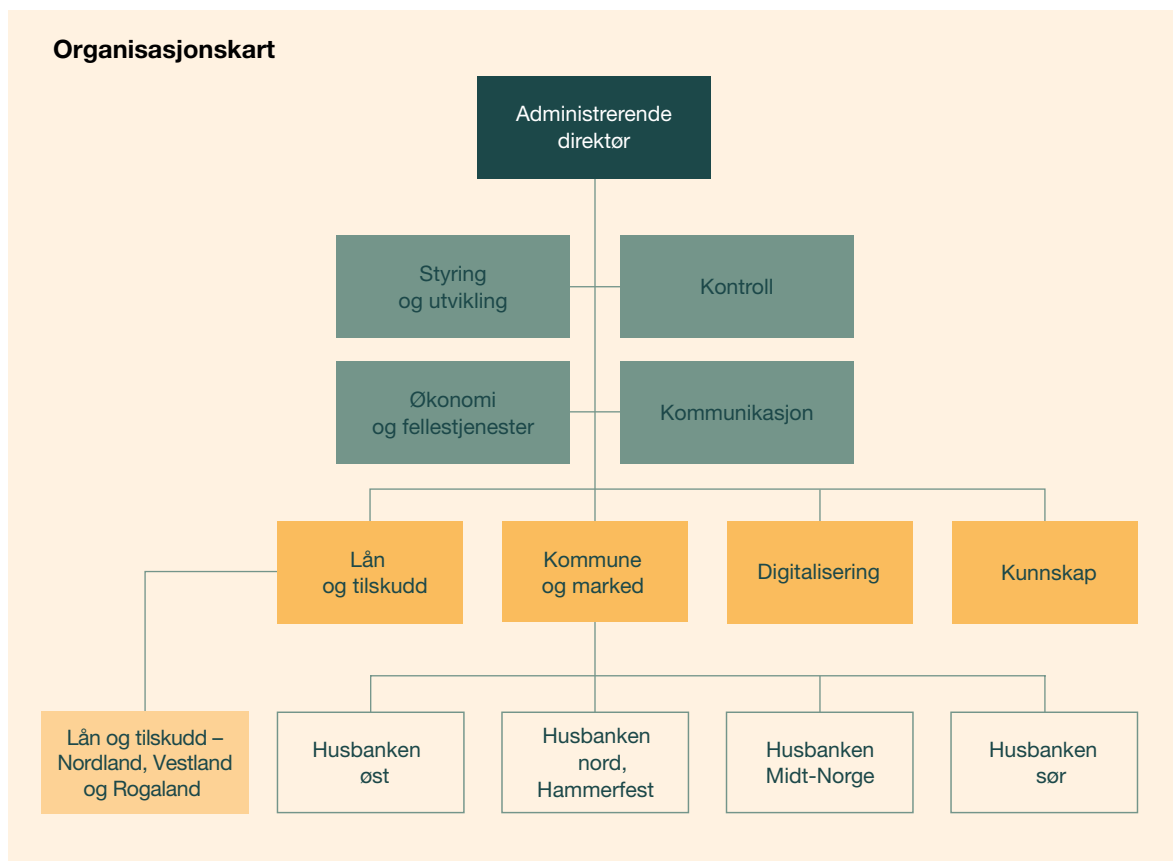 Organisasjonskart
Administrerende
direktør
Styring
og utvikling
Kontroll
Økonomi
og fellestjenester
Kommunikasjon
Lån
og tilskudd
Kommune
og marked
Digitalisering
Kunnskap
Lån og tilskudd –
Nordland, Vestland
og Rogaland
Husbanken
øst
Husbanken
nord,
Hammerfest
Husbanken
Midt-Norge
Husbanken
sør